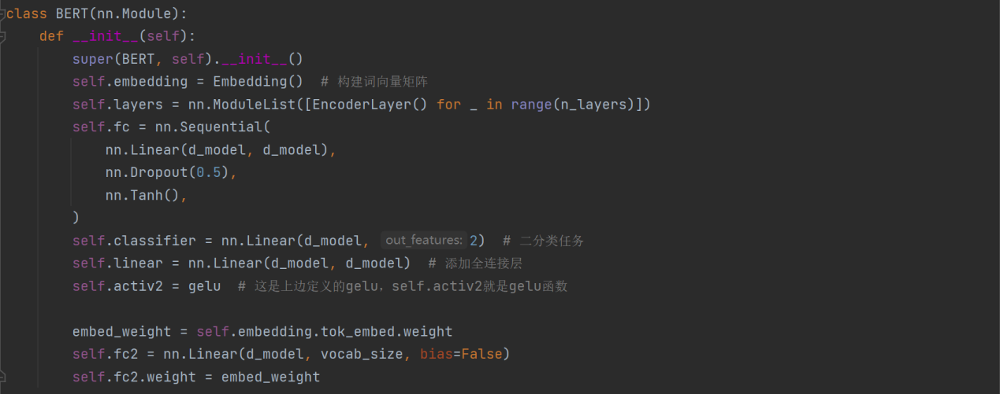 class BERT(nn.Module):
    def __init__(self):
        super(BERT, self).__init__()
        self.embedding = Embedding()  # 构建词向量矩阵
        self.layers = nn.ModuleList([EncoderLayer() for _ in range(n_layers)])
        self.fc = nn.Sequential(
            nn.Linear(d_model, d_model),
            nn.Dropout(0.5),
            nn.Tanh(),
        )
        self.classifier = nn.Linear(d_model, out_features: 2)  # 二分类任务
        self.linear = nn.Linear(d_model, d_model)  # 添加全连接层
        self.activ2 = gelu  # 这是上边定义的gelu，self.activ2就是gelu函数
        embed_weight = self.embedding.tok_embed.weight
        self.fc2 = nn.Linear(d_model, vocab_size, bias=False)
        self.fc2.weight = embed_weight